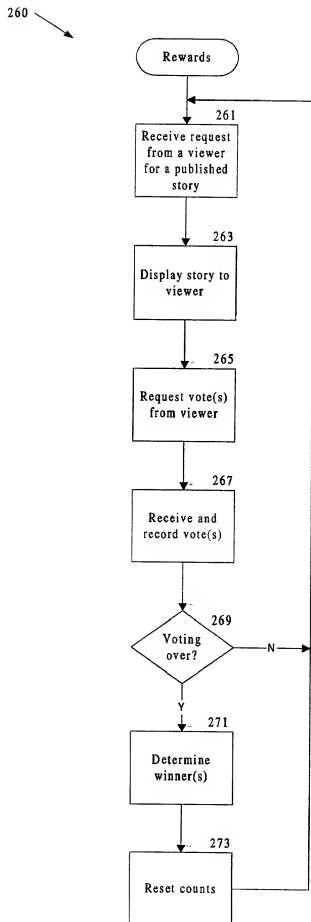 260
Rewards
261
Receive request
from a viewer
for a published
story
263
Display story to
viewer
265
Request vote(s)
from viewer
267
Receive and
record vote(s)
269
Voting
over?
N
Y
271
Determine
winner(s)
273
Reset counts